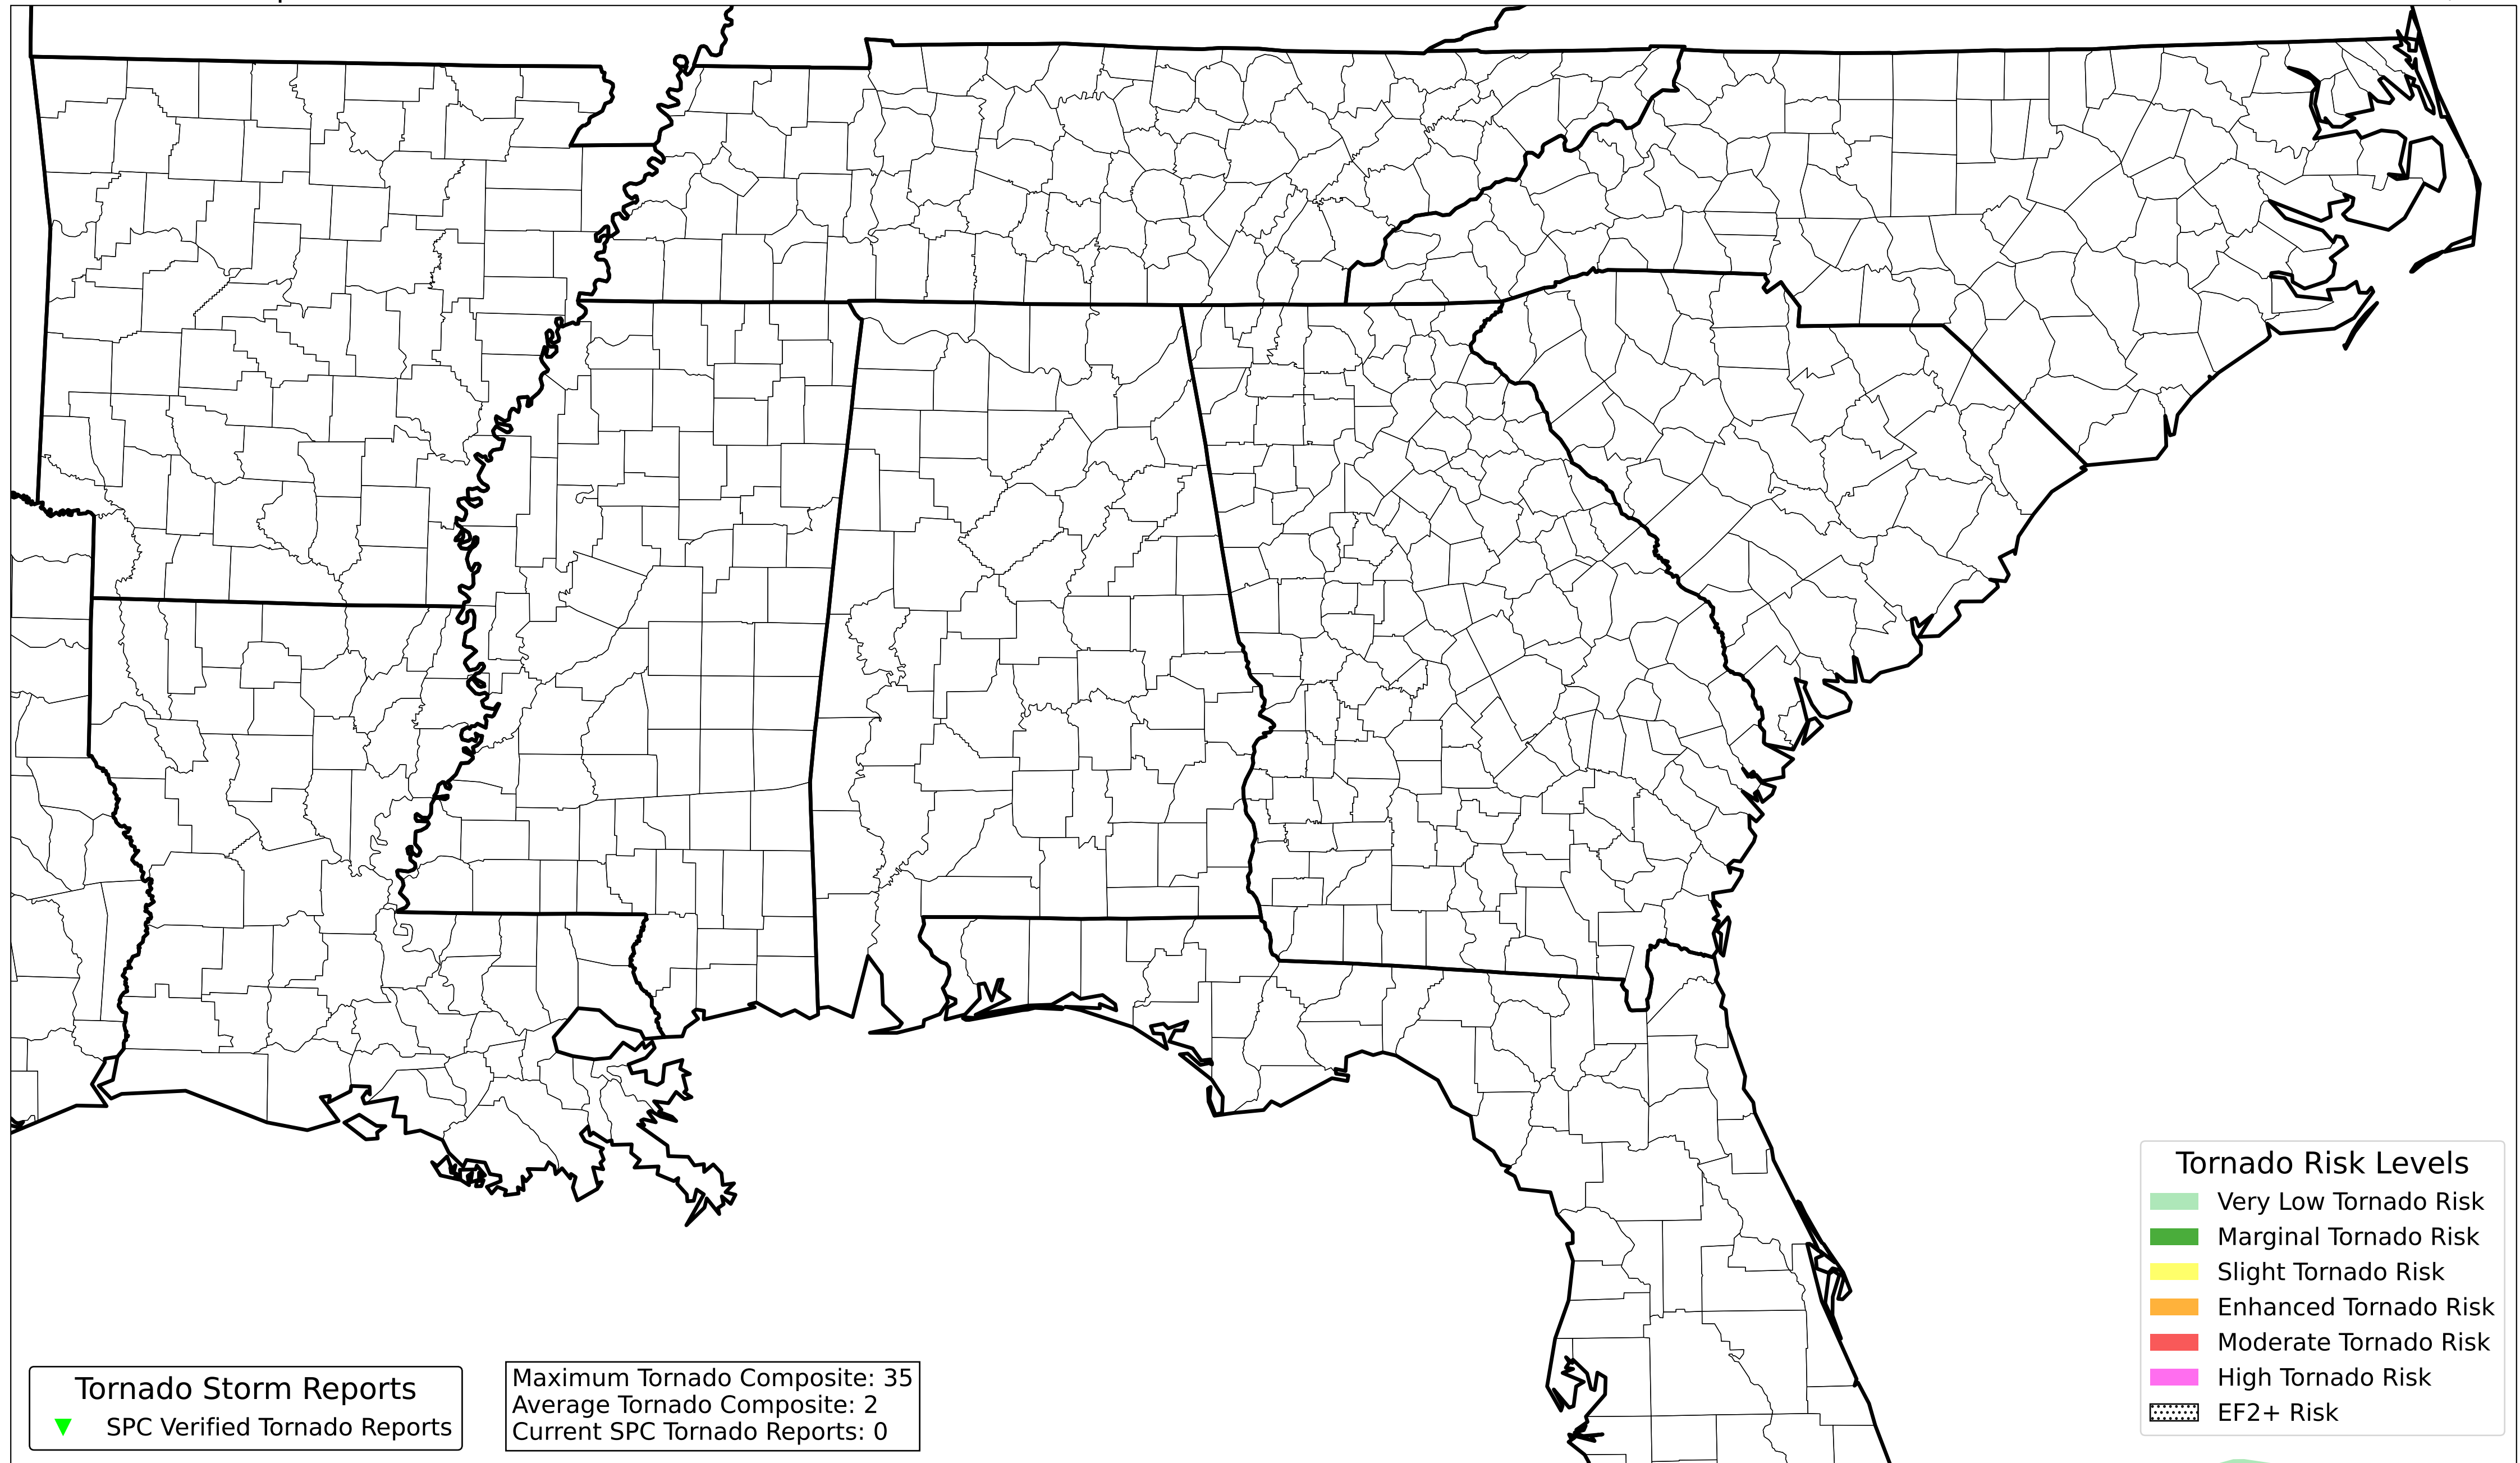 Tornado Risk Levels
Very Low Tornado Risk
Marginal Tornado Risk
Slight Tornado Risk
Enhanced Tornado Risk
Moderate Tornado Risk
High Tornado Risk
EF2+ Risk
Tornado Storm Reports
SPC Verified Tornado Reports
Maximum Tornado Composite: 35
Average Tornado Composite: 2
Current SPC Tornado Reports: 0